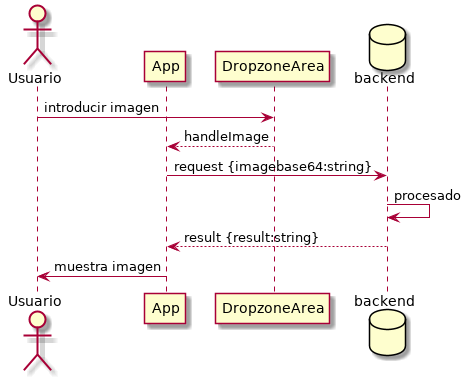 Usuario
App
DropzoneArea
backend
introducir imagen
handleImage
request {imagebase64:string}
procesado
result {result:string}
muestra imagen
Usuario
App
DropzoneArea
backend